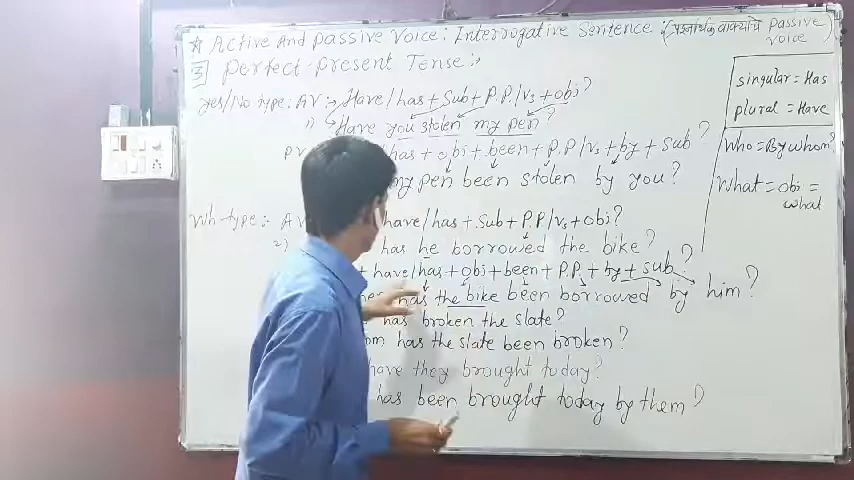 * Active And passive Voice: Interrogative Sentence: (प्रश्नार्थक वाक्यांचे passive voice)
3 perfect present Tense:-
Yes/No type. AV:→ Have/has + Sub + P.P/v3 + obj?
1) Have you stolen my pen?
PV has + obj + been + P.P/v3 + by + sub?
my pen been stolen by you?
Wh-type:- AV have/has + Sub + P.P/v3 + obj?
2) has he borrowed the bike?
+ have/has + obj + been + P.P. + by + sub?
has the bike been borrowed by him?
has broken the slate?
has the slate been broken?
have they brought today?
has been brought today by them?
singular = Has
plural = Have
Who = By whom?
What = obj =
what